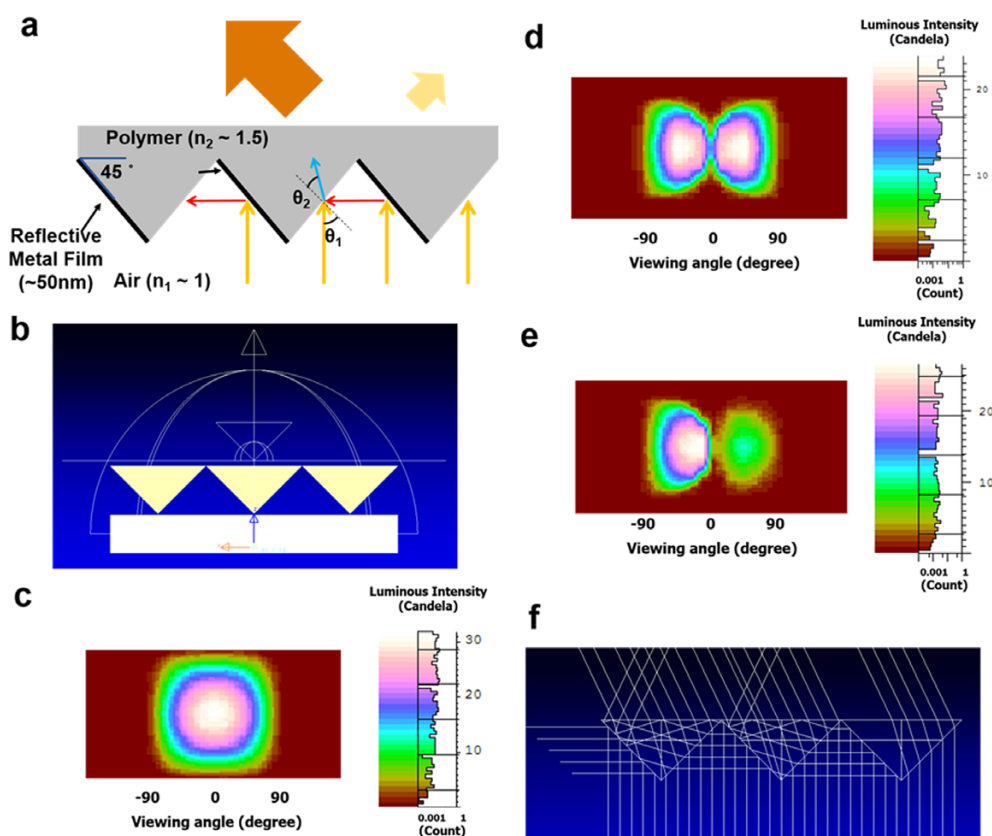 a
Polymer (n2 ~ 1.5)
45°
θ2
θ1
Reflective
Metal Film
(~50nm)
Air (n1 ~ 1)
b
c
Luminous Intensity
(Candela)
30
20
10
-90 0 90
Viewing angle (degree)
0.001 1
(Count)
d
Luminous Intensity
(Candela)
20
10
-90 0 90
Viewing angle (degree)
0.001 1
(Count)
e
Luminous Intensity
(Candela)
20
10
-90 0 90
Viewing angle (degree)
0.001 1
(Count)
f